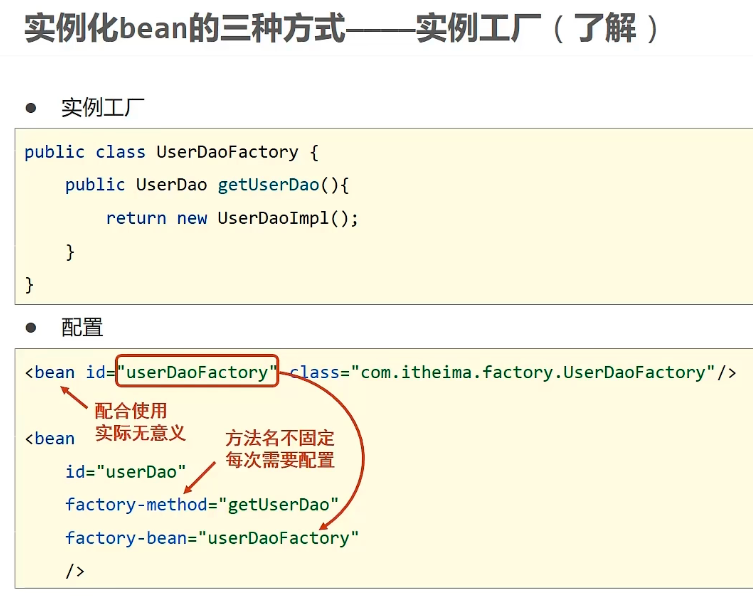 实例化bean的三种方式——实例工厂（了解）
● 实例工厂
public class UserDaoFactory {
    public UserDao getUserDao(){
        return new UserDaoImpl();
    }
}
● 配置
<bean id="userDaoFactory" class="com.itheima.factory.UserDaoFactory"/>
配合使用
实际无意义
<bean
方法名不固定
每次需要配置
    id="userDao"
    factory-method="getUserDao"
    factory-bean="userDaoFactory"
    />